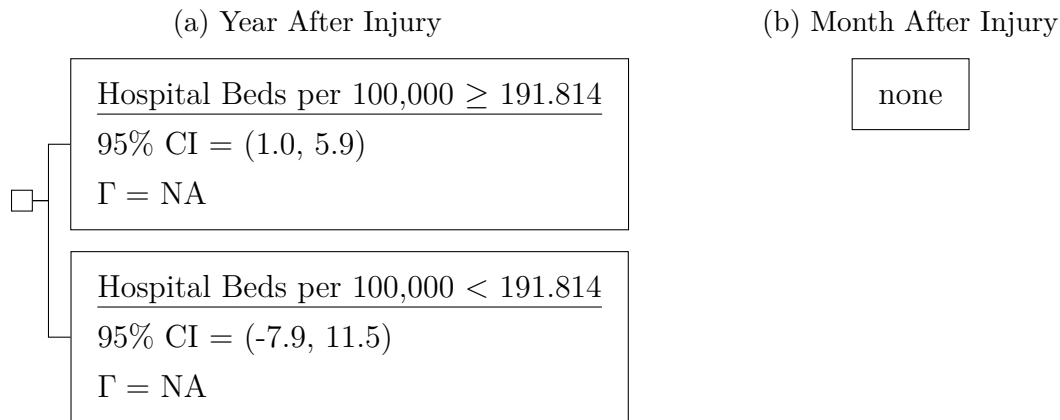 (a) Year After Injury
Hospital Beds per 100,000 ≥ 191.814
95% CI = (1.0, 5.9)
Γ = NA
Hospital Beds per 100,000 < 191.814
95% CI = (-7.9, 11.5)
Γ = NA
(b) Month After Injury
none